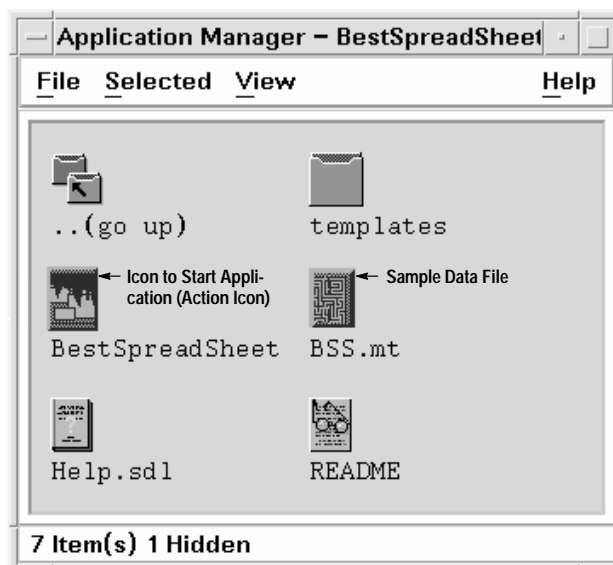 Application Manager – BestSpreadSheet
File Selected View Help
..(go up)
templates
Icon to Start Appli-
cation (Action Icon)
Sample Data File
BestSpreadSheet
BSS.mt
Help.sdl
README
7 Item(s) 1 Hidden